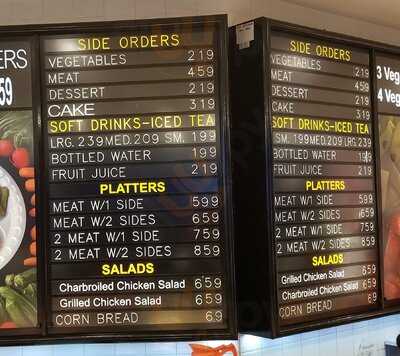 ERS
.59
SIDE ORDERS
VEGETABLES 219
MEAT 459
DESSERT 219
CAKE 319
SOFT DRINKS-ICED TEA
LRG. 239 MED. 209 SM. 199
BOTTLED WATER 199
FRUIT JUICE 219
PLATTERS
MEAT W/1 SIDE 599
MEAT W/2 SIDES 659
2 MEAT W/1 SIDE 759
2 MEAT W/2 SIDES 859
SALADS
Charbroiled Chicken Salad 659
Grilled Chicken Salad 659
CORN BREAD 69
SIDE ORDERS
VEGETABLES 219
MEAT 459
DESSERT 219
CAKE 319
SOFT DRINKS-ICED TEA
SM. 199 MED. 209 LRG 239
BOTTLED WATER 199
FRUIT JUICE 219
PLATTERS
MEAT W/1 SIDE 599
MEAT W/2 SIDES 659
2 MEAT W/1 SIDE 759
2 MEAT W/2 SIDES 859
SALADS
Grilled Chicken Salad 659
Charbroiled Chicken Salad 659
CORN BREAD 69
3 Veg
4 Veg